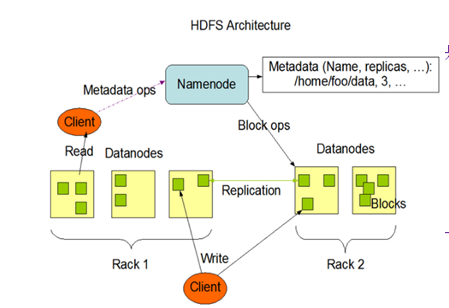 HDFS Architecture
Metadata (Name, replicas, ...):
/home/foo/data, 3, ...
Namenode
Metadata ops
Client
Block ops
Read
Datanodes
Datanodes
Replication
Blocks
Rack 1
Write
Rack 2
Client